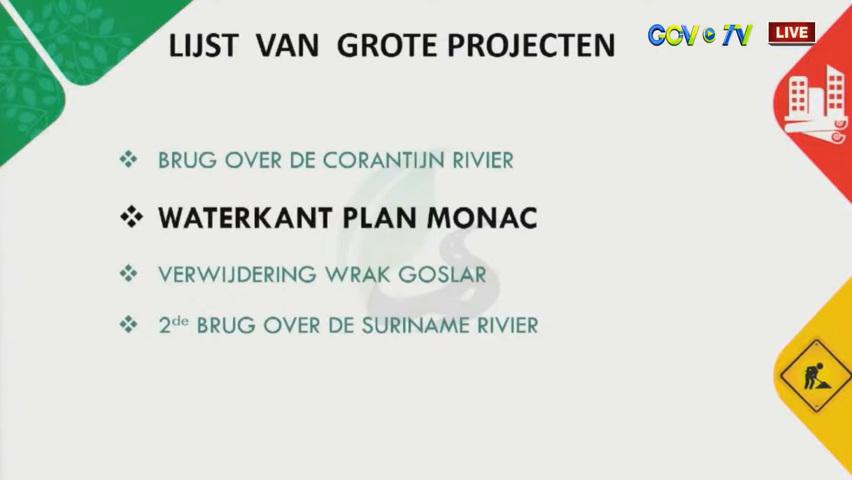 LIJST VAN GROTE PROJECTEN
GOV TV
LIVE
BRUG OVER DE CORANTIJN RIVIER
WATERKANT PLAN MONAC
VERWIJDERING WRAK GOSLAR
2de BRUG OVER DE SURINAME RIVIER